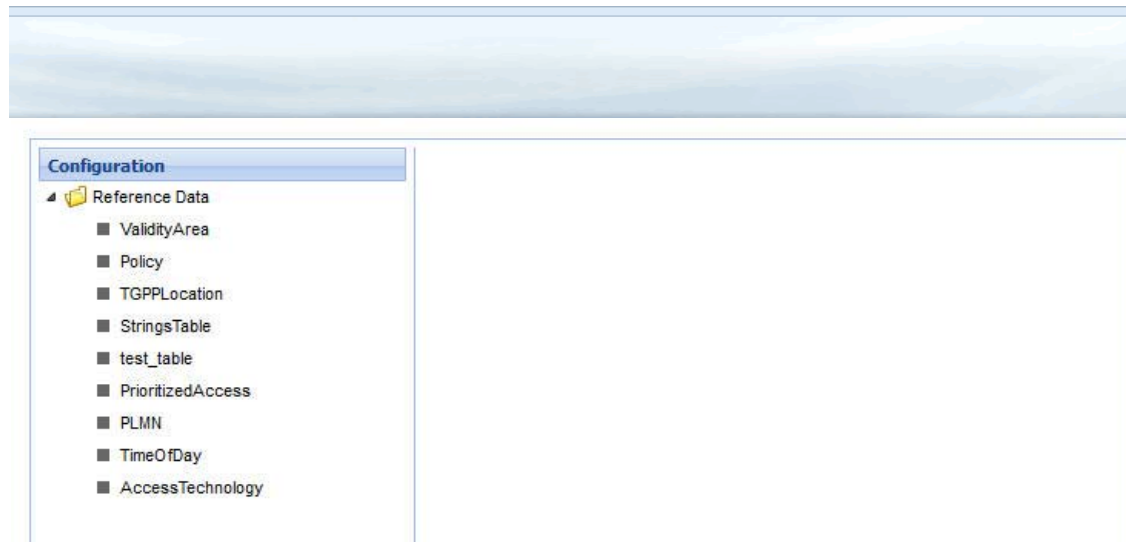 Configuration
Reference Data
ValidityArea
Policy
TGPPLocation
StringsTable
test_table
PrioritizedAccess
PLMN
TimeOfDay
AccessTechnology